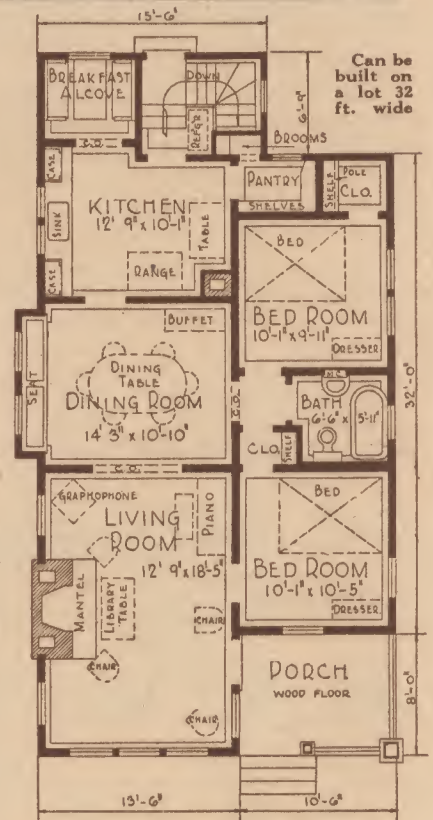 15'-6"
Can be
built on
a lot 32
ft. wide
BREAKFAST
ALCOVE
DOWN
REFGR
6'-9"
BROOMS
CASE
C.O.
PANTRY
SHELVES
SHELF
POLE
CLO.
KITCHEN
12' 9" x 10'-1"
SINK
TABLE
CASE
RANGE
BED
BED ROOM
10'-1" x 9'-11"
DRESSER
BUFFET
SEAT
DINING
TABLE
DINING ROOM
14' 3" x 10'-10"
C.O.
M.C.
BATH
6'-6" x 5'-11"
32'-0"
CLO.
SHELF
C.O.
GRAPHOPHONE
LIVING
ROOM
12' 9" x 18'-5"
PIANO
BED
BED ROOM
10'-1" x 10'-5"
DRESSER
MANTEL
LIBRARY
TABLE
CHAIR
CHAIR
CHAIR
PORCH
WOOD FLOOR
8'-0"
13'-6"
10'-6"